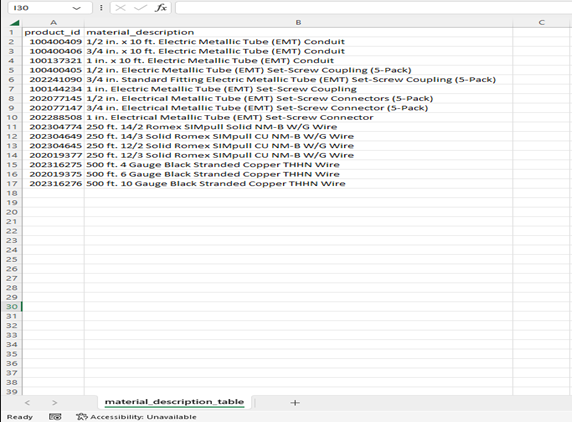 I30
fx
A B C
1 product_id material_description
2 100400409 1/2 in. x 10 ft. Electric Metallic Tube (EMT) Conduit
3 100400406 3/4 in. x 10 ft. Electric Metallic Tube (EMT) Conduit
4 100137321 1 in. x 10 ft. Electric Metallic Tube (EMT) Conduit
5 100400405 1/2 in. Electric Metallic Tube (EMT) Set-Screw Coupling (5-Pack)
6 202241090 3/4 in. Standard Fitting Electric Metallic Tube (EMT) Set-Screw Coupling (5-Pack)
7 100144234 1 in. Electric Metallic Tube (EMT) Set-Screw Coupling
8 202077145 1/2 in. Electrical Metallic Tube (EMT) Set-Screw Connectors (5-Pack)
9 202077147 3/4 in. Electrical Metallic Tube (EMT) Set-Screw Connector (5-Pack)
10 202288508 1 in. Electrical Metallic Tube (EMT) Set-Screw Connector
11 202304774 250 ft. 14/2 Romex SIMpull Solid NM-B W/G Wire
12 202304649 250 ft. 14/3 Solid Romex SIMpull CU NM-B W/G Wire
13 202304645 250 ft. 12/2 Solid Romex SIMpull CU NM-B W/G Wire
14 202019377 250 ft. 12/3 Solid Romex SIMpull CU NM-B W/G Wire
15 202316275 500 ft. 4 Gauge Black Stranded Copper THHN Wire
16 202019375 500 ft. 6 Gauge Black Stranded Copper THHN Wire
17 202316276 500 ft. 10 Gauge Black Stranded Copper THHN Wire
18
19
20
21
22
23
24
25
26
27
28
29
30
31
32
33
34
35
36
37
38
39
material_description_table
Ready Accessibility: Unavailable